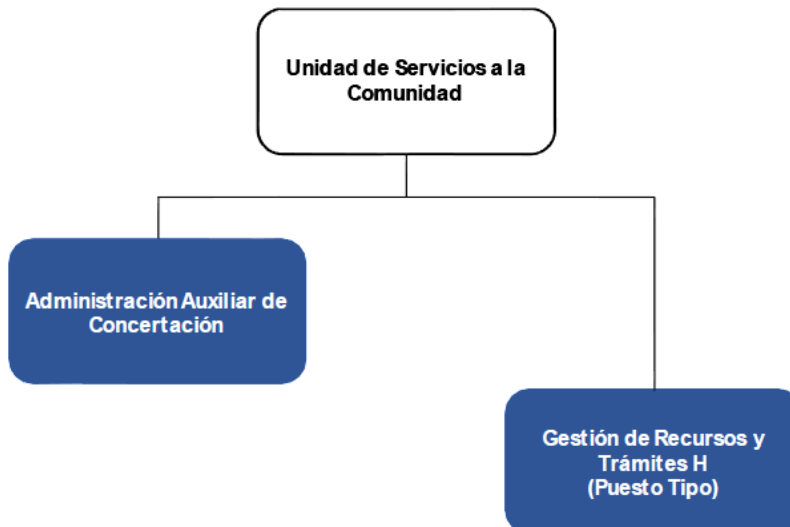 Unidad de Servicios a la
Comunidad
Administración Auxiliar de
Concertación
Gestión de Recursos y
Trámites H
(Puesto Tipo)